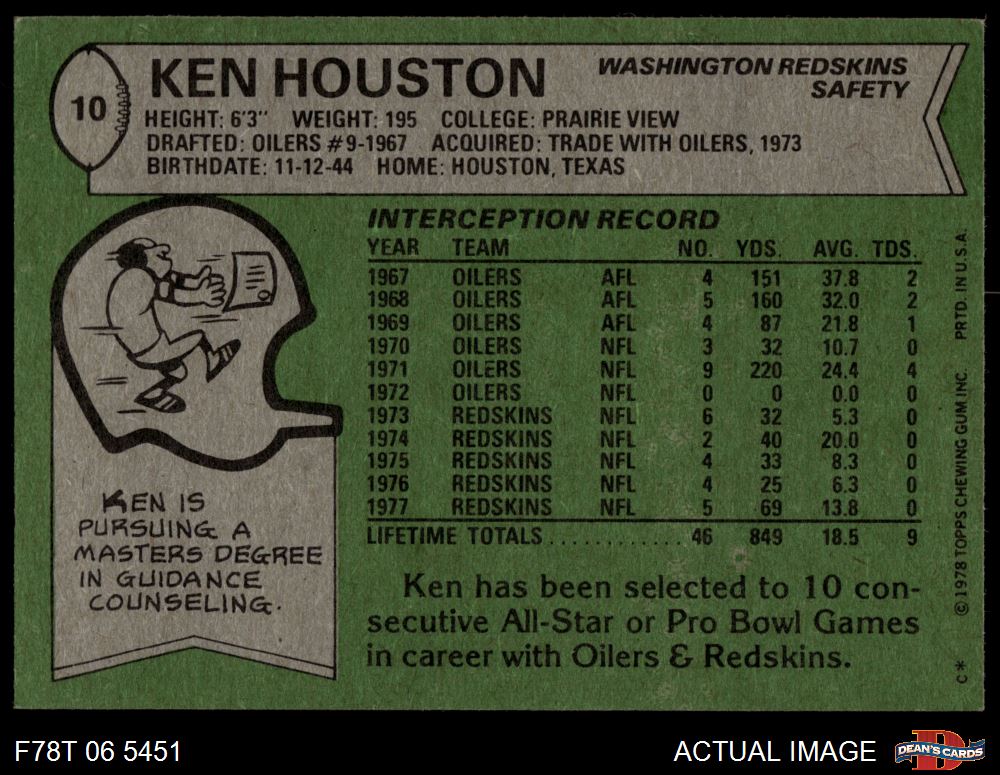 10
KEN HOUSTON
WASHINGTON REDSKINS
SAFETY
HEIGHT: 6'3" WEIGHT: 195 COLLEGE: PRAIRIE VIEW
DRAFTED: OILERS #9-1967 ACQUIRED: TRADE WITH OILERS, 1973
BIRTHDATE: 11-12-44 HOME: HOUSTON, TEXAS
INTERCEPTION RECORD
YEAR TEAM NO. YDS. AVG. TDS.
1967 OILERS AFL 4 151 37.8 2
1968 OILERS AFL 5 160 32.0 2
1969 OILERS AFL 4 87 21.8 1
1970 OILERS NFL 3 32 10.7 0
1971 OILERS NFL 9 220 24.4 4
1972 OILERS NFL 0 0 0.0 0
1973 REDSKINS NFL 6 32 5.3 0
1974 REDSKINS NFL 2 40 20.0 0
1975 REDSKINS NFL 4 33 8.3 0
1976 REDSKINS NFL 4 25 6.3 0
1977 REDSKINS NFL 5 69 13.8 0
LIFETIME TOTALS............ 46 849 18.5 9
KEN IS
PURSUING A
MASTERS DEGREE
IN GUIDANCE
COUNSELING.
Ken has been selected to 10 con-
secutive All-Star or Pro Bowl Games
in career with Oilers & Redskins.
C* ©1978 TOPPS CHEWING GUM INC. PRTD. IN U.S.A.
F78T 06 5451
ACTUAL IMAGE
D
DEAN'S CARDS